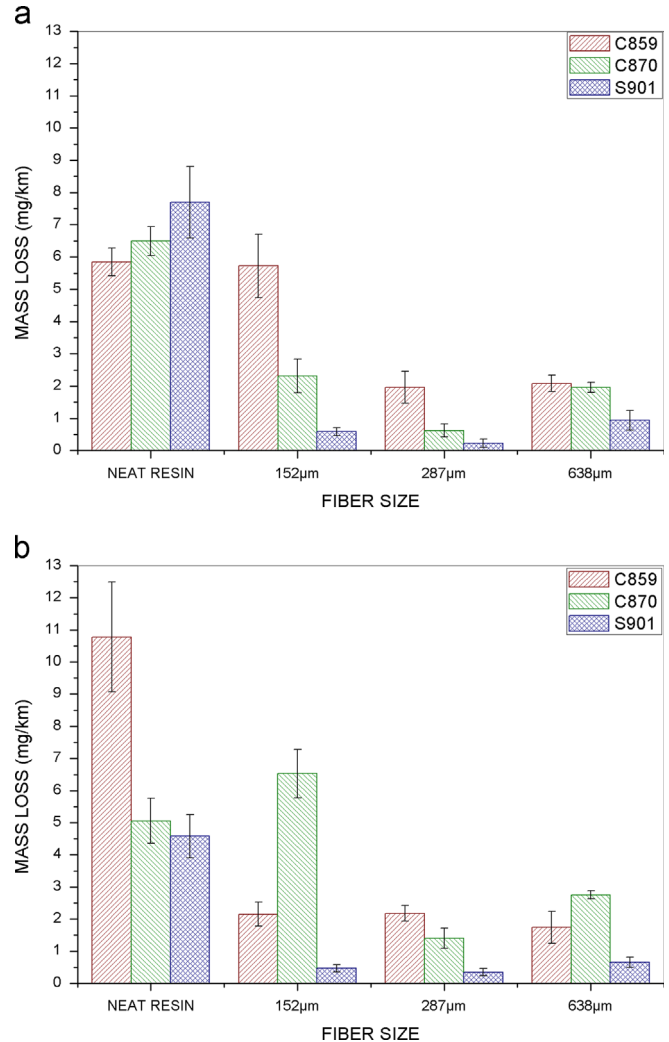 a
13
12
11
10
9
8
7
6
5
4
3
2
1
0
MASS LOSS (mg/km)
C859
C870
S901
NEAT RESIN 152µm 287µm 638µm
FIBER SIZE
b
13
12
11
10
9
8
7
6
5
4
3
2
1
0
MASS LOSS (mg/km)
C859
C870
S901
NEAT RESIN 152µm 287µm 638µm
FIBER SIZE